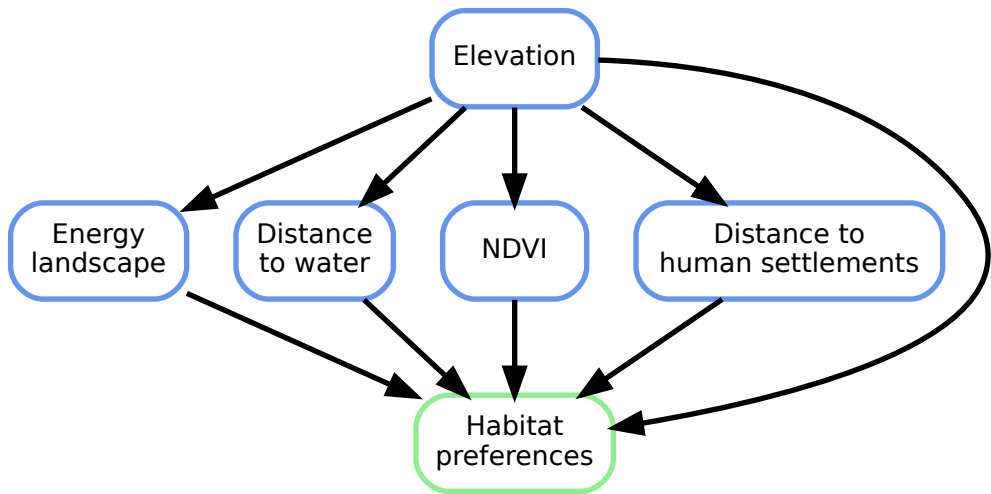 Elevation
Energy
landscape
Distance
to water
NDVI
Distance to
human settlements
Habitat
preferences